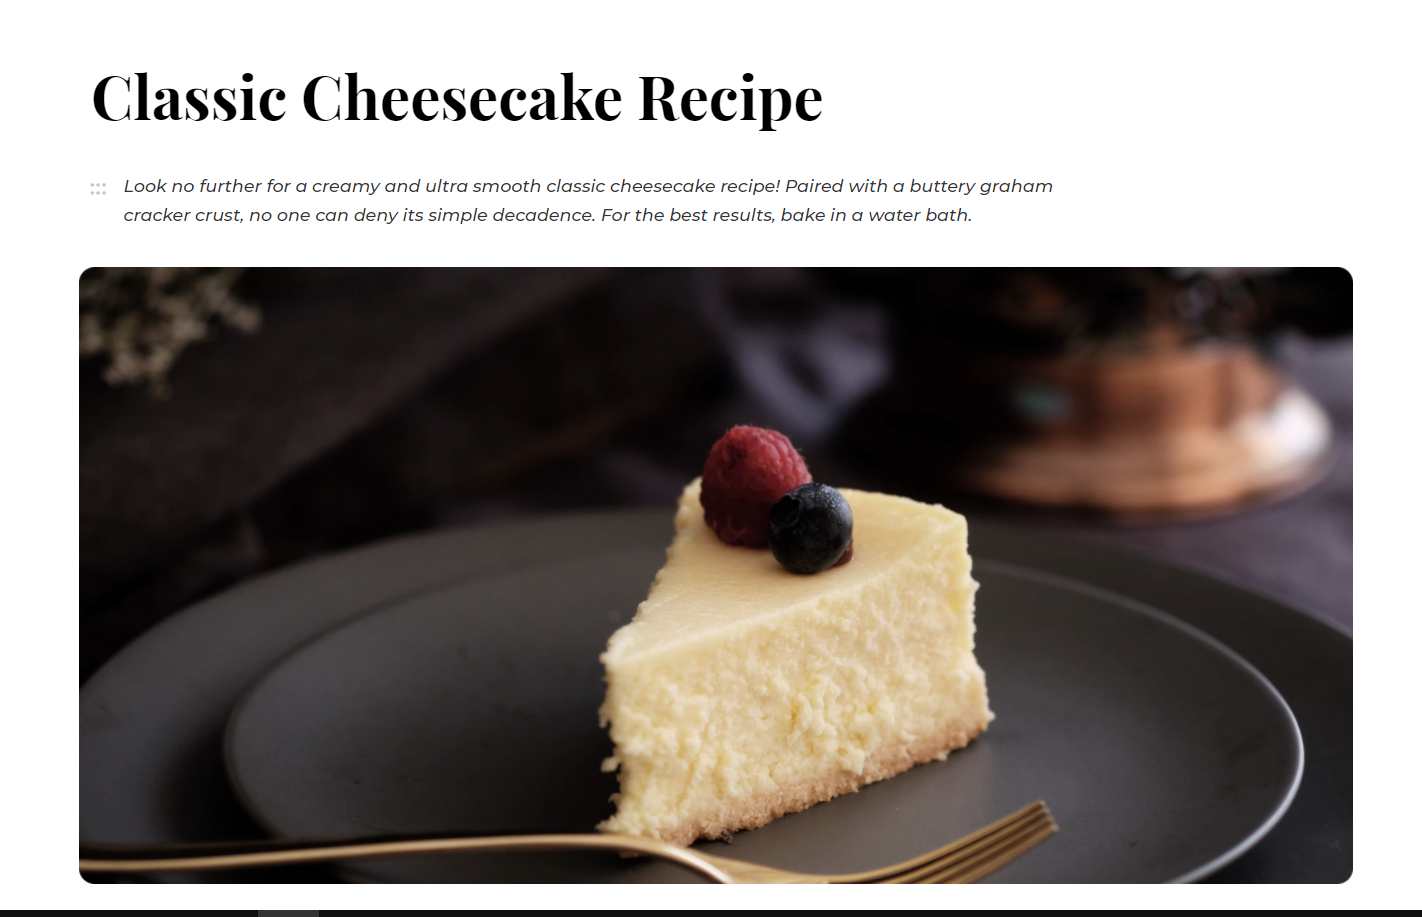 Classic Cheesecake Recipe
Look no further for a creamy and ultra smooth classic cheesecake recipe! Paired with a buttery graham
cracker crust, no one can deny its simple decadence. For the best results, bake in a water bath.